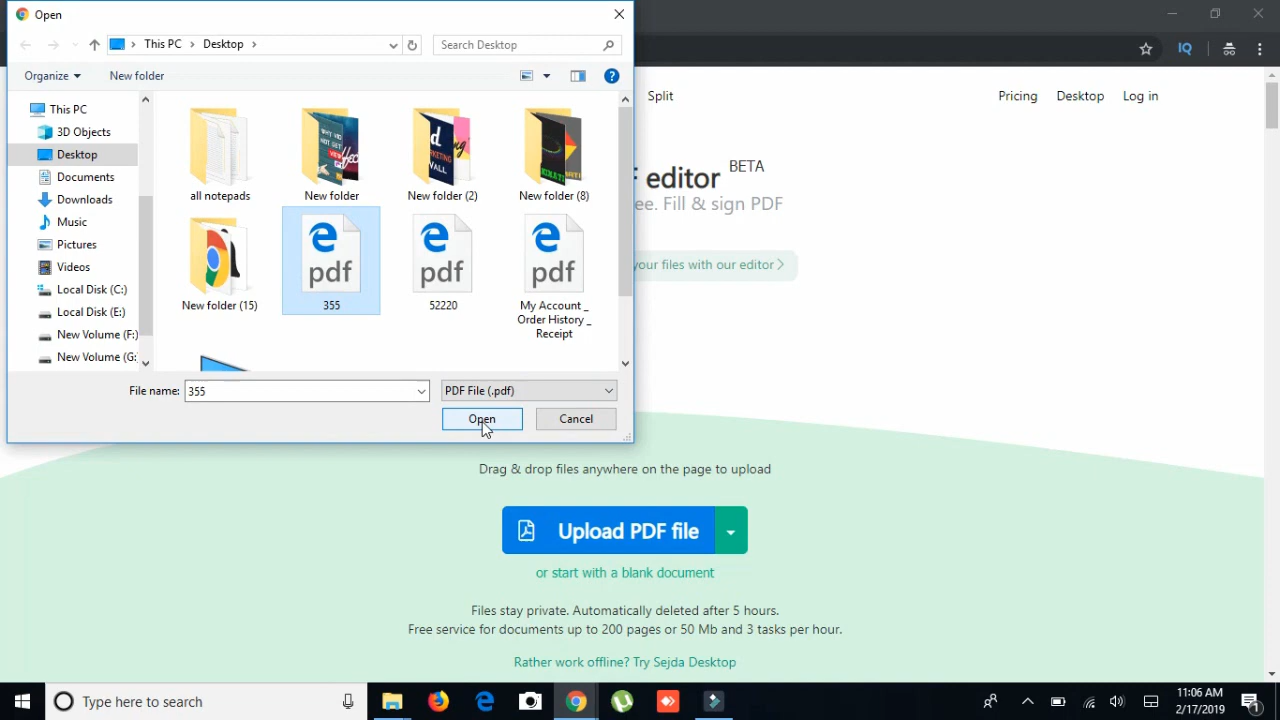 Open
This PC
Desktop
Search Desktop
Organize
New folder
This PC
3D Objects
Desktop
Documents
Downloads
Music
Pictures
Videos
Local Disk (C:)
Local Disk (E:)
New Volume (F:)
New Volume (G:
all notepads
New folder
New folder (2)
New folder (8)
New folder (15)
pdf
355
pdf
52220
pdf
My Account _
Order History _
Receipt
File name:
355
PDF File (.pdf)
Open
Cancel
IQ
Split
Pricing
Desktop
Log in
editor BETA
ee. Fill & sign PDF
your files with our editor
Drag & drop files anywhere on the page to upload
Upload PDF file
or start with a blank document
Files stay private. Automatically deleted after 5 hours.
Free service for documents up to 200 pages or 50 Mb and 3 tasks per hour.
Rather work offline? Try Sejda Desktop
Type here to search
11:06 AM
2/17/2019
1